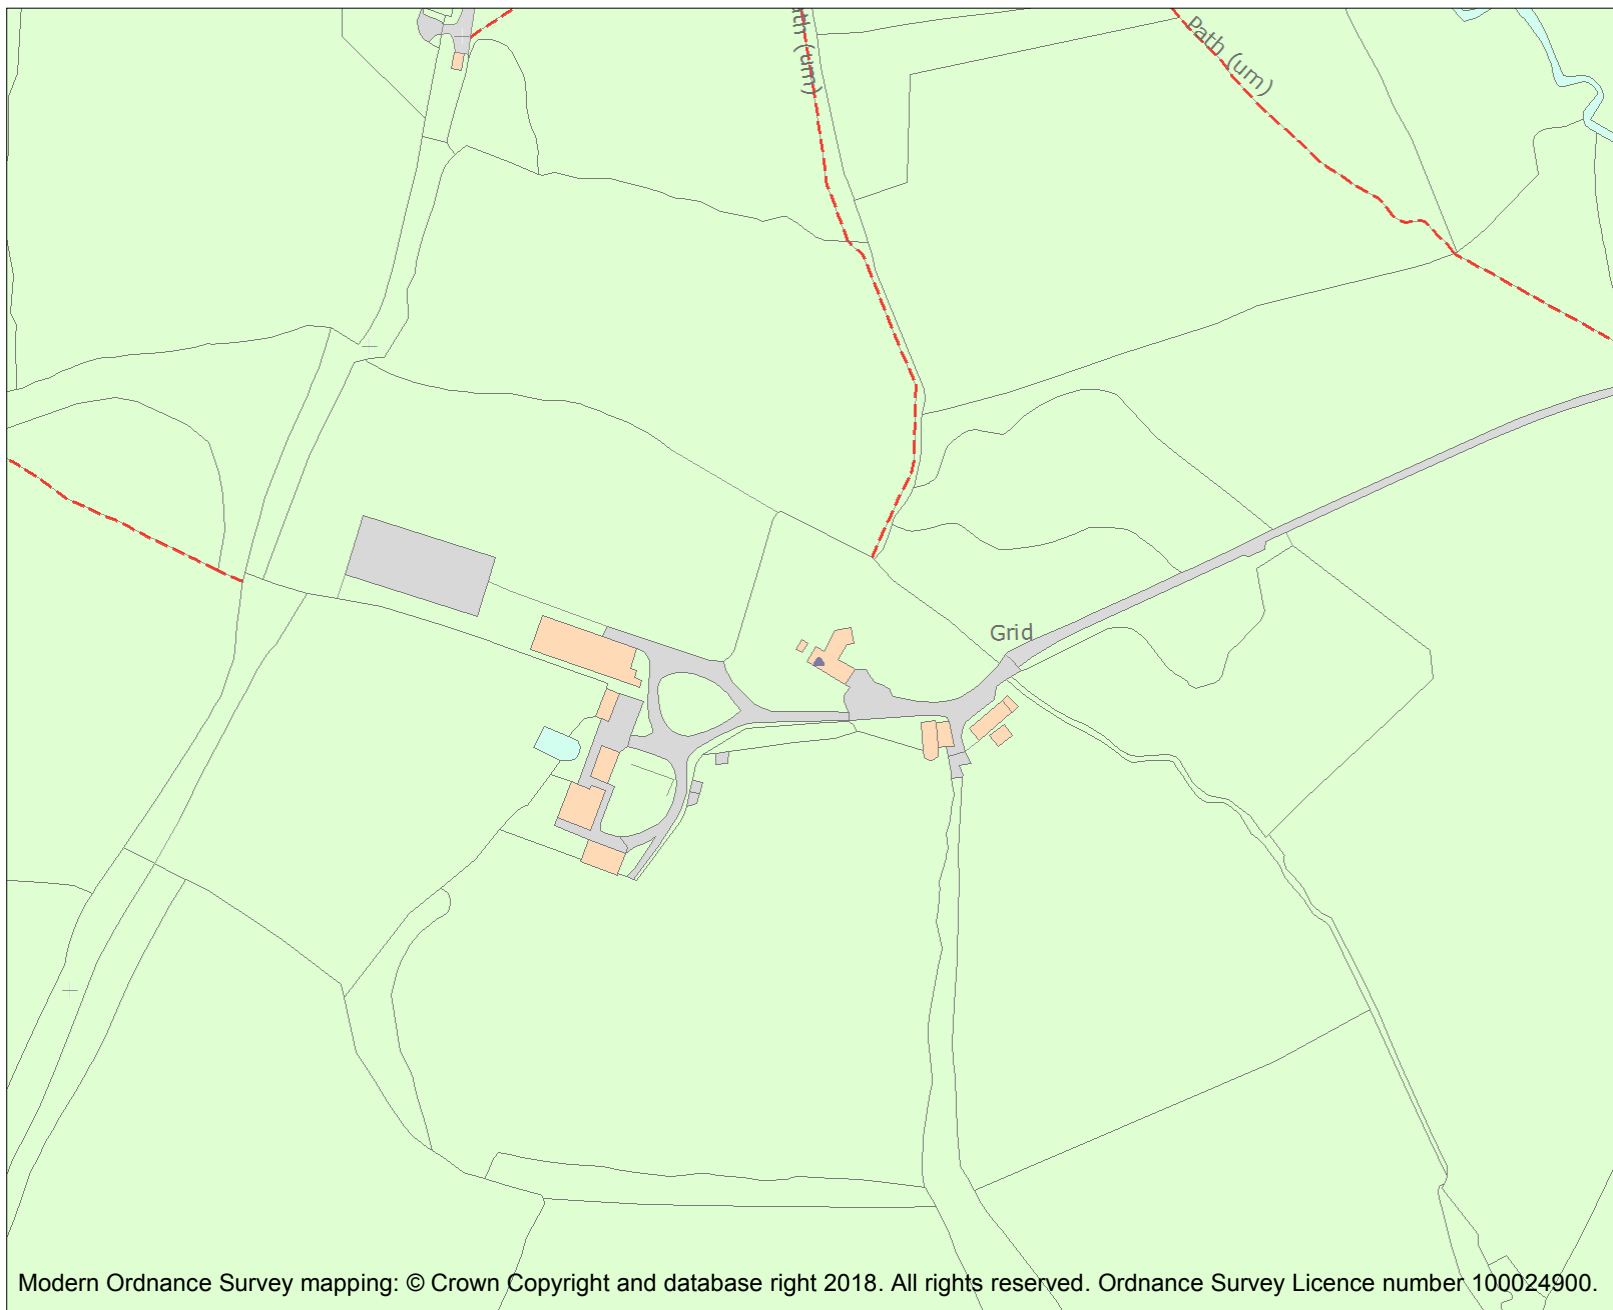 (um)
Path (um)
Grid
Modern Ordnance Survey mapping: © Crown Copyright and database right 2018. All rights reserved. Ordnance Survey Licence number 100024900.